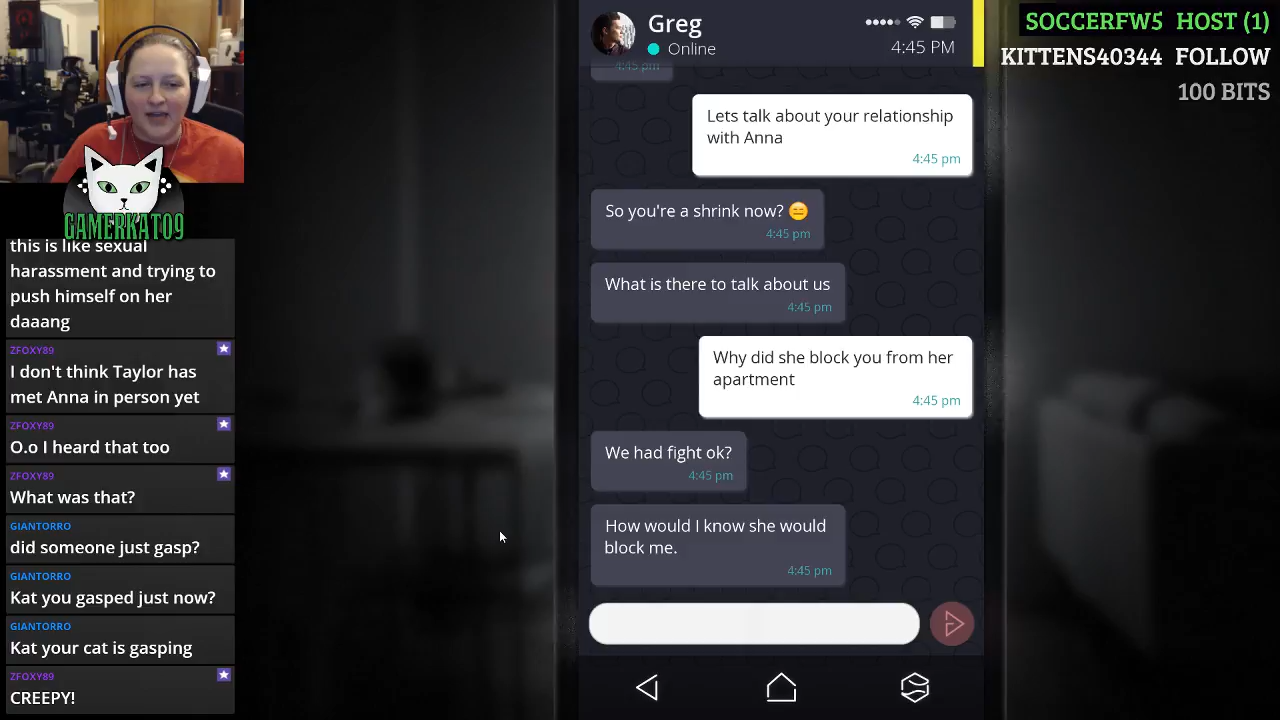 Greg
Online
4:45 PM
4:45 pm
Lets talk about your relationship
with Anna
4:45 pm
So you're a shrink now? 😑
4:45 pm
What is there to talk about us
4:45 pm
Why did she block you from her
apartment
4:45 pm
We had fight ok?
4:45 pm
How would I know she would
block me.
4:45 pm
SOCCERFW5 HOST (1)
KITTENS40344 FOLLOW
100 BITS
GAMERKAT09
this is like sexual
harassment and trying to
push himself on her
daaang
ZFOXY89
I don't think Taylor has
met Anna in person yet
ZFOXY89
O.o I heard that too
ZFOXY89
What was that?
GIANTORRO
did someone just gasp?
GIANTORRO
Kat you gasped just now?
GIANTORRO
Kat your cat is gasping
ZFOXY89
CREEPY!